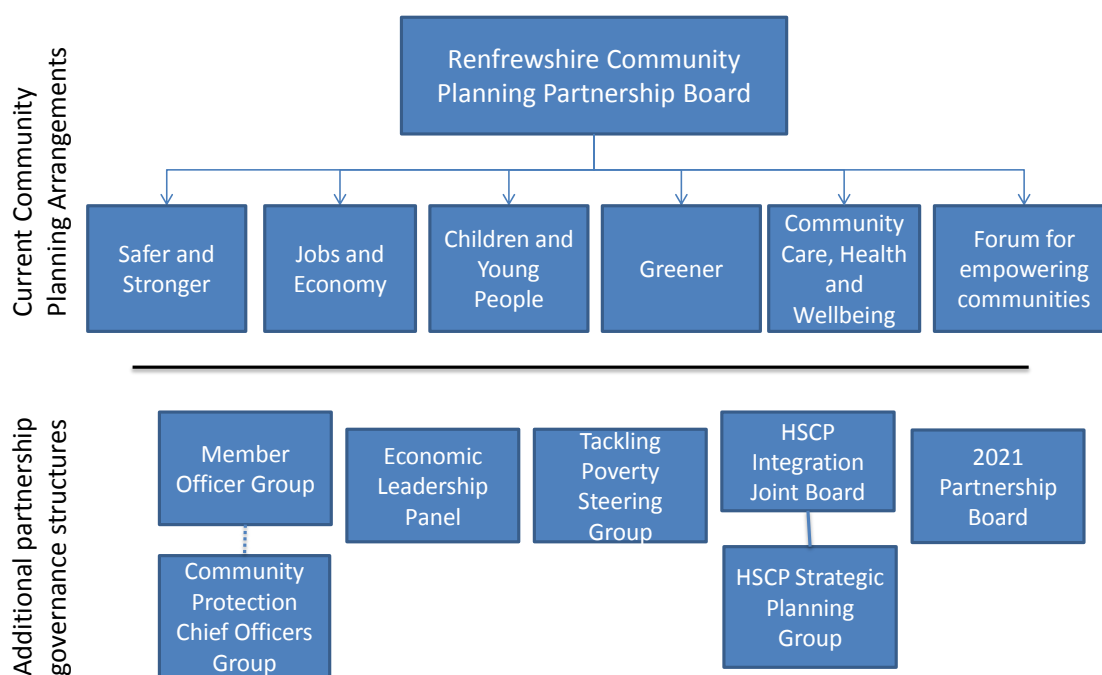 Current Community
Planning Arrangements
Renfrewshire Community
Planning Partnership Board
Safer and
Stronger
Jobs and
Economy
Children and
Young
People
Greener
Community
Care, Health
and
Wellbeing
Forum for
empowering
communities
Additional partnership
governance structures
Member
Officer Group
Economic
Leadership
Panel
Tackling
Poverty
Steering
Group
HSCP
Integration
Joint Board
2021
Partnership
Board
Community
Protection
Chief Officers
Group
HSCP Strategic
Planning
Group